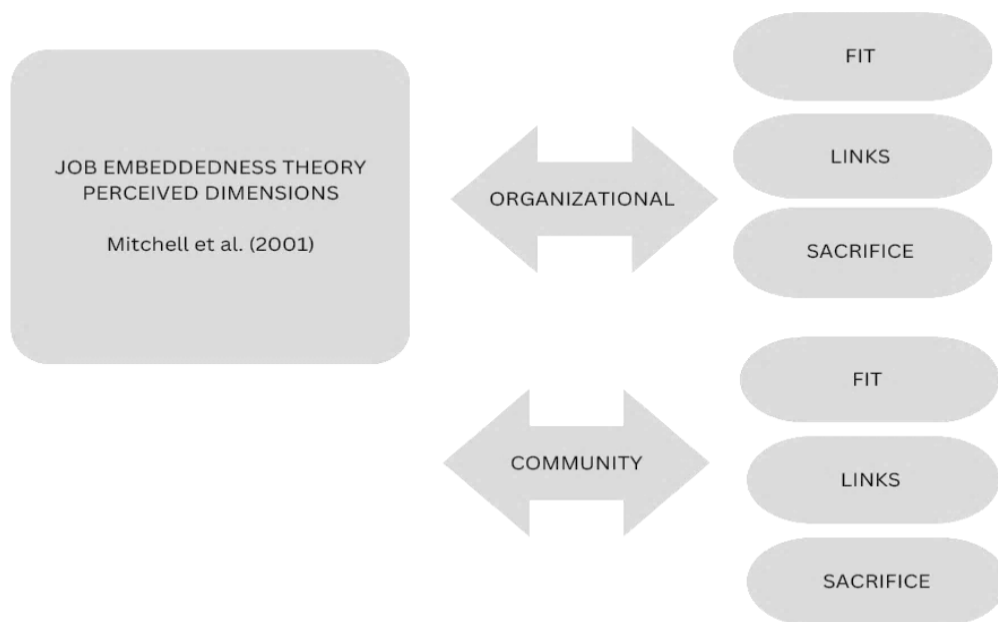 JOB EMBEDDEDNESS THEORY
PERCEIVED DIMENSIONS
Mitchell et al. (2001)
ORGANIZATIONAL
FIT
LINKS
SACRIFICE
COMMUNITY
FIT
LINKS
SACRIFICE